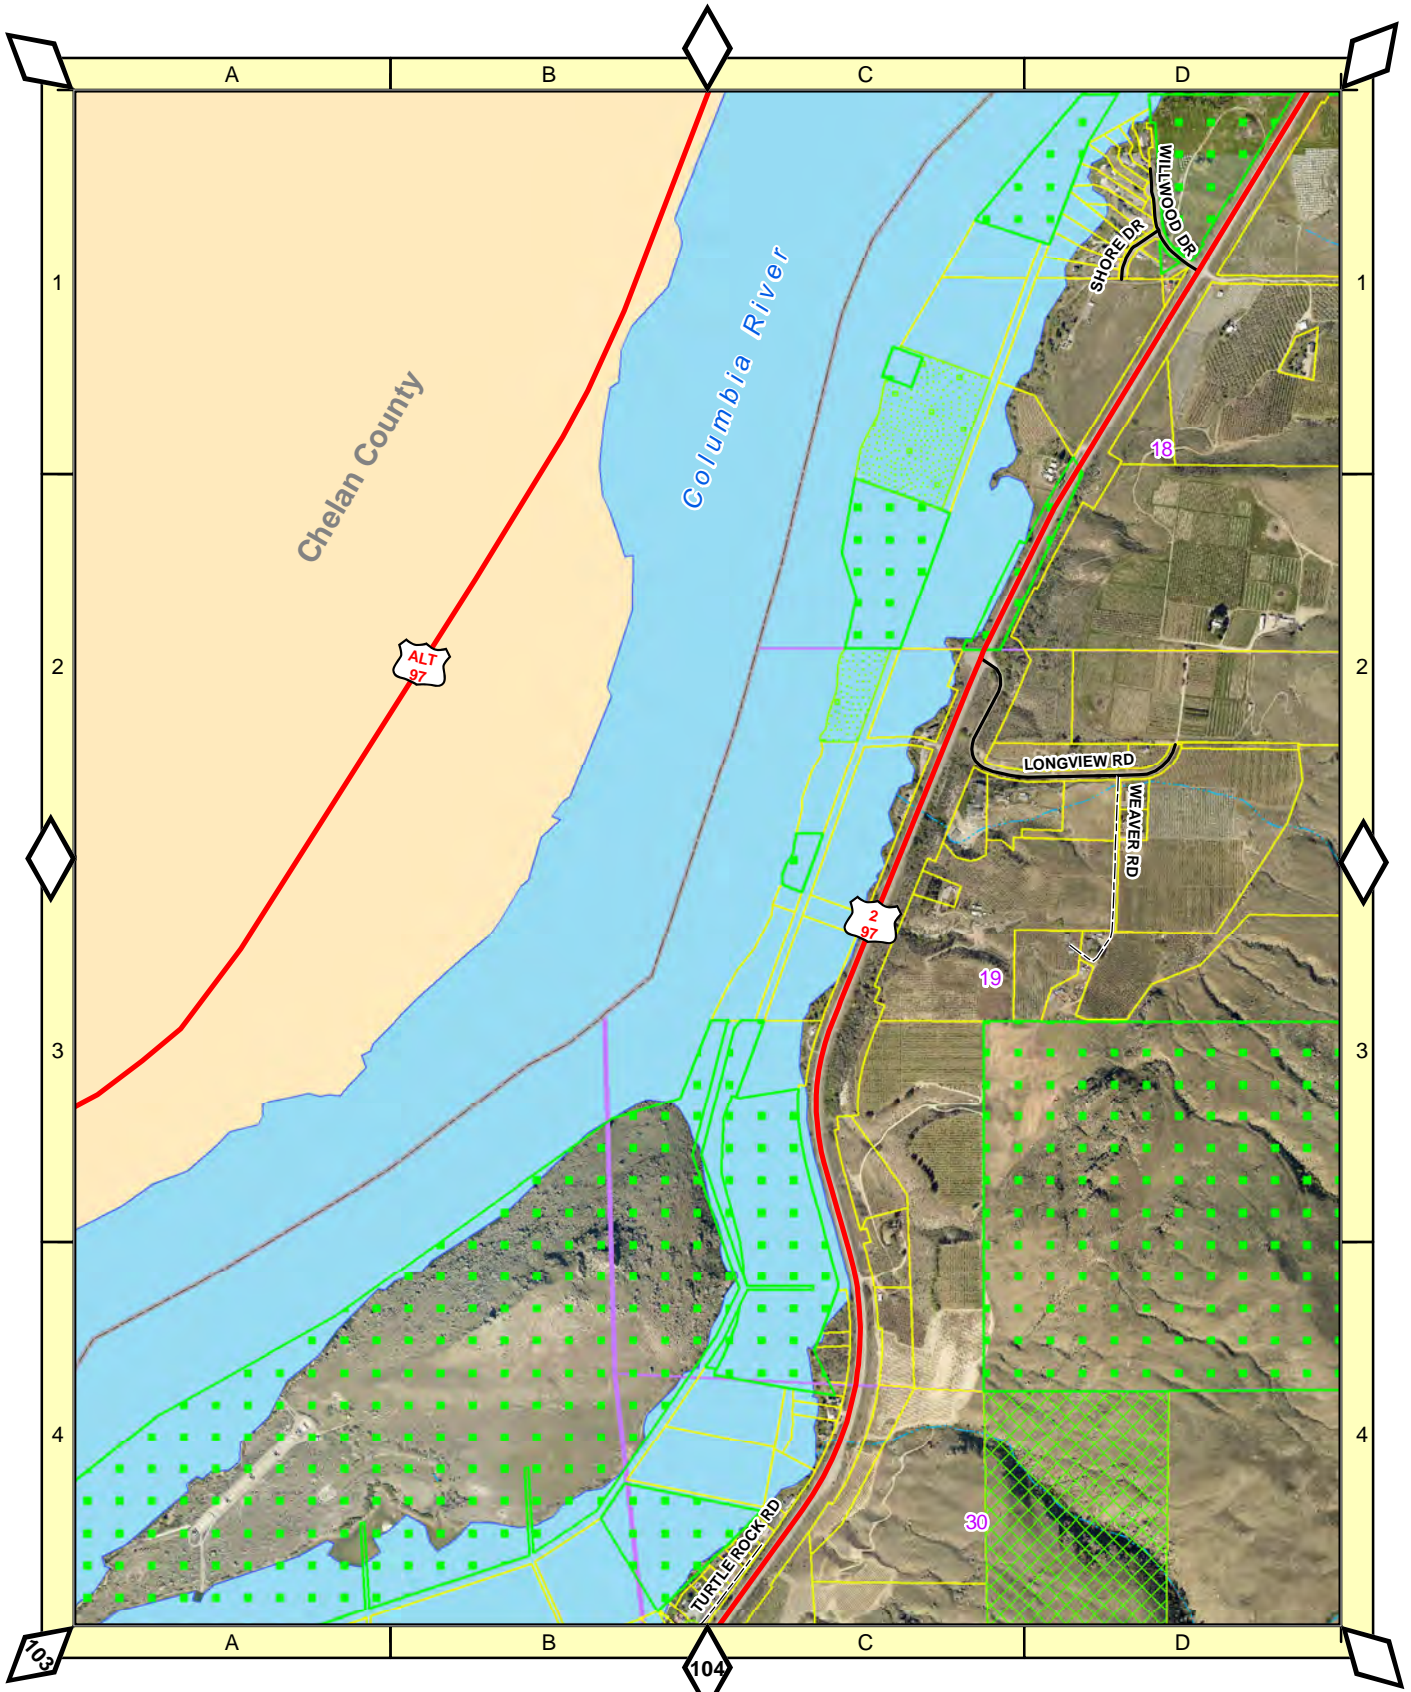 A
B
C
D
WILLWOOD DR
SHORE DR
1
1
Columbia River
Chelan County
18
ALT
97
2
2
LONGVIEW RD
WEAVER RD
2
97
19
3
3
4
4
30
TURTLE ROCK RD
A
B
C
D
103
104